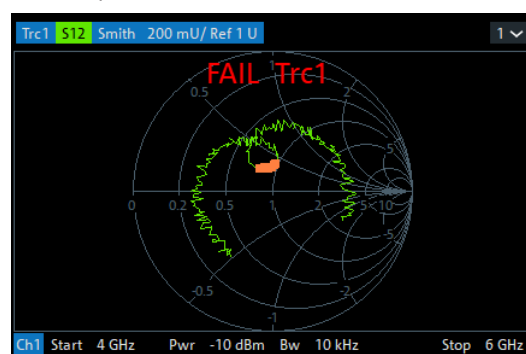 Trc1 S12 Smith 200 mU/ Ref 1 U 1
FAIL Trc1
0.5 2
5
0 0.2 0.5 1 2 5 10
-5
-0.5 -2
-1
Ch1 Start 4 GHz Pwr -10 dBm Bw 10 kHz Stop 6 GHz